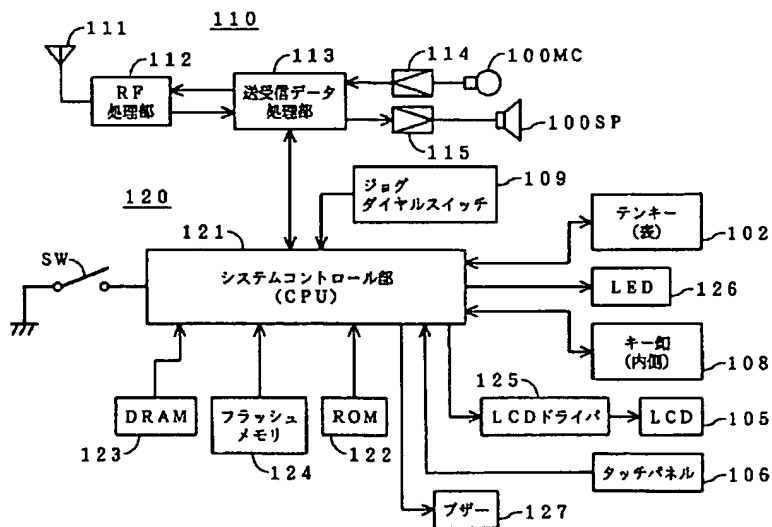 111
110
112
RF
処理部
113
送受信データ
処理部
114
100MC
100SP
115
120
109
ジョグ
ダイヤルスイッチ
121
SW
システムコントロール部
(CPU)
テンキー
(表)
102
LED
126
キー釦
(内側)
108
DRAM
123
フラッシュ
メモリ
124
ROM
122
125
LCDドライバ
LCD
105
タッチパネル
106
ブザー
127